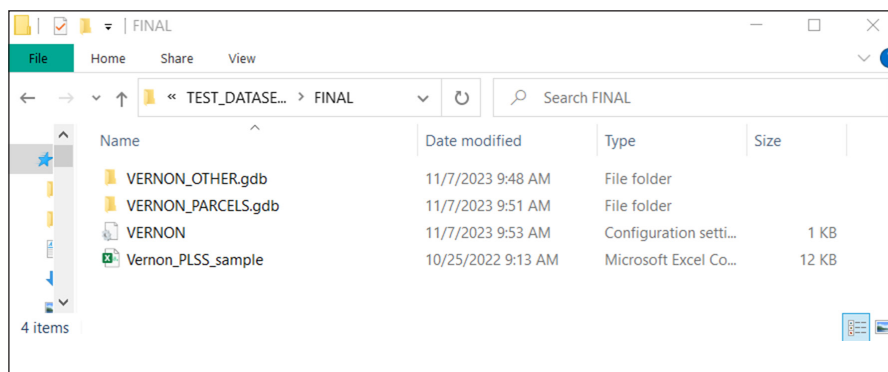 FINAL
File Home Share View
« TEST_DATASE... > FINAL Search FINAL
Name Date modified Type Size
VERNON_OTHER.gdb 11/7/2023 9:48 AM File folder
VERNON_PARCELS.gdb 11/7/2023 9:51 AM File folder
VERNON 11/7/2023 9:53 AM Configuration setti... 1 KB
Vernon_PLSS_sample 10/25/2022 9:13 AM Microsoft Excel Co... 12 KB
4 items